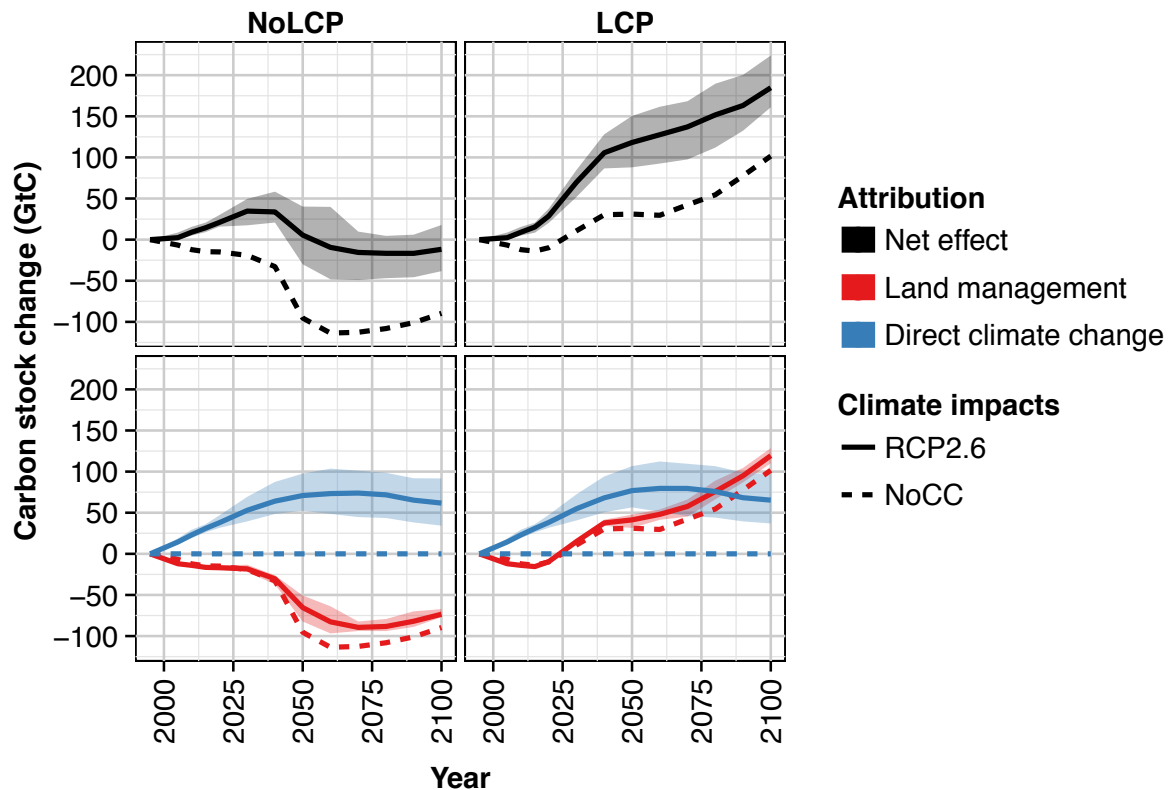 NoLCP
LCP
Carbon stock change (GtC)
200
150
100
50
0
−50
−100
200
150
100
50
0
−50
−100
2000
2025
2050
2075
2100
2000
2025
2050
2075
2100
Year
Attribution
Net effect
Land management
Direct climate change
Climate impacts
RCP2.6
NoCC